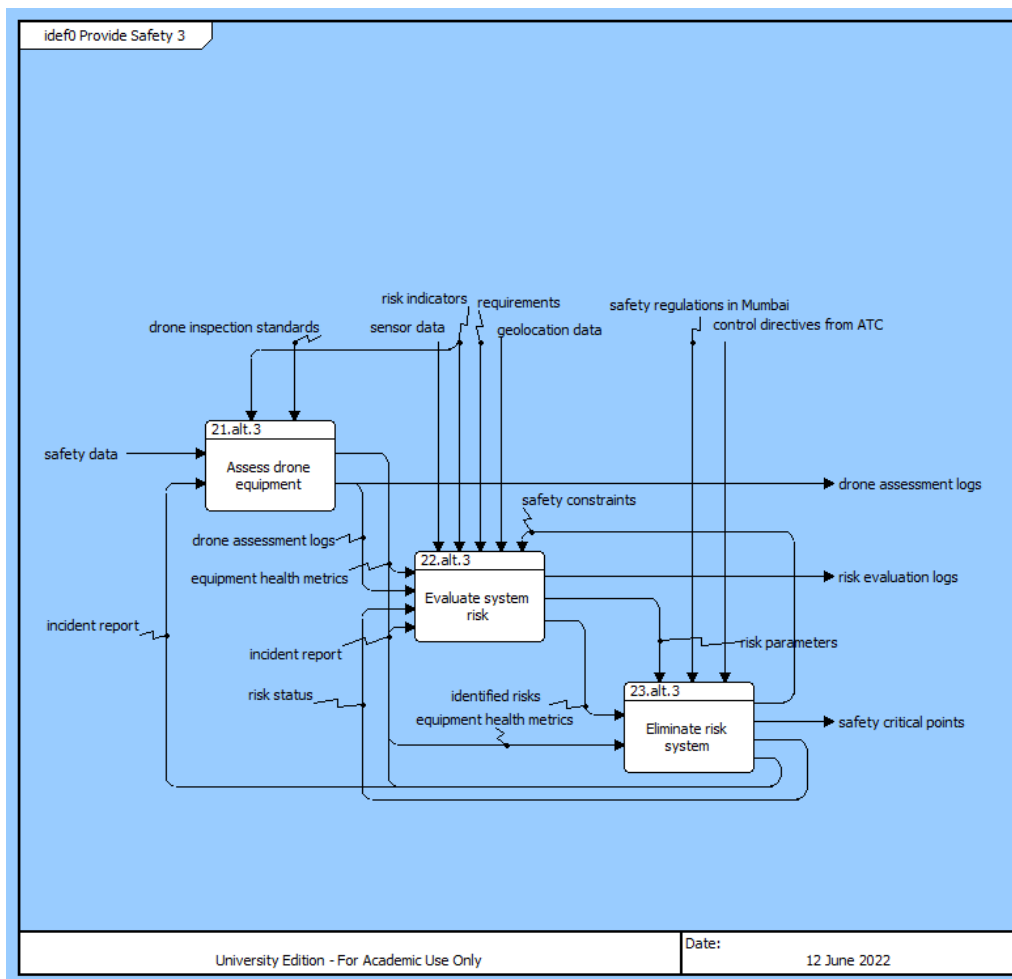 idef0 Provide Safety 3
risk indicators
requirements
safety regulations in Mumbai
drone inspection standards
sensor data
geolocation data
control directives from ATC
21.alt.3
safety data
Assess drone
equipment
drone assessment logs
safety constraints
drone assessment logs
22.alt.3
equipment health metrics
risk evaluation logs
Evaluate system
risk
incident report
incident report
risk parameters
risk status
identified risks
23.alt.3
equipment health metrics
safety critical points
Eliminate risk
system
University Edition - For Academic Use Only
Date:
12 June 2022